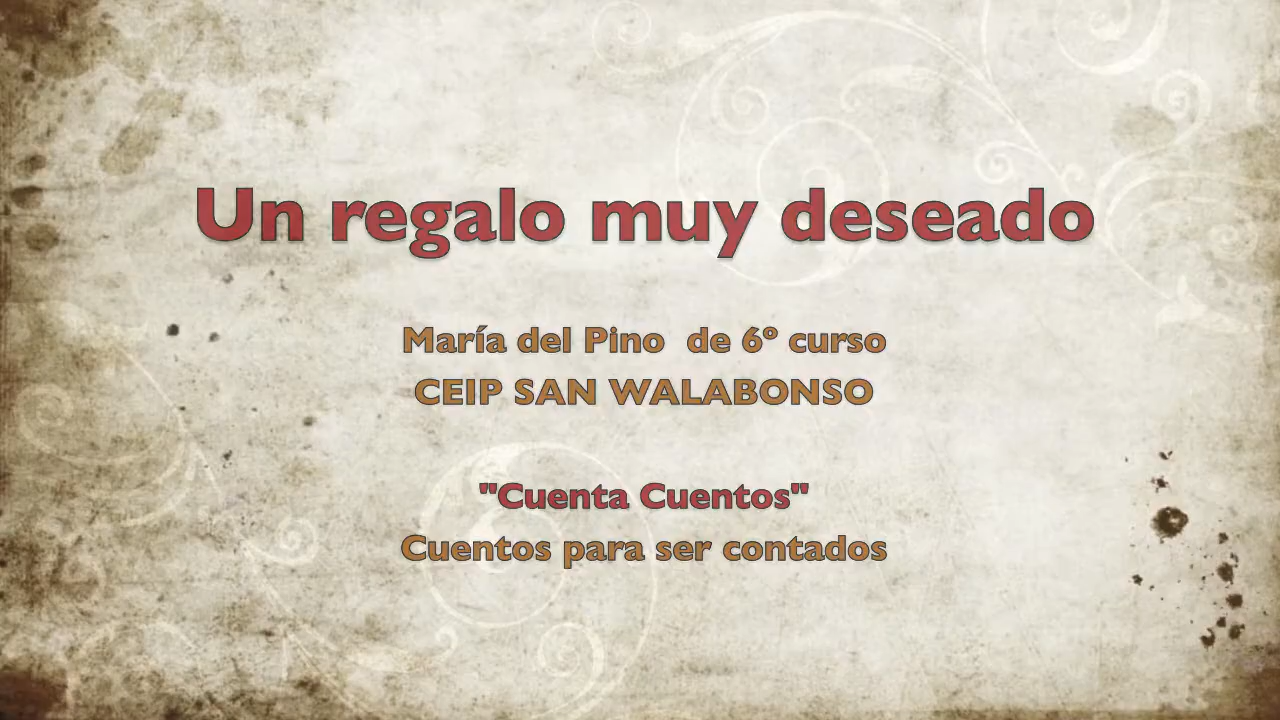 Un regalo muy deseado
María del Pino  de 6º curso
CEIP SAN WALABONSO
"Cuenta Cuentos"
Cuentos para ser contados